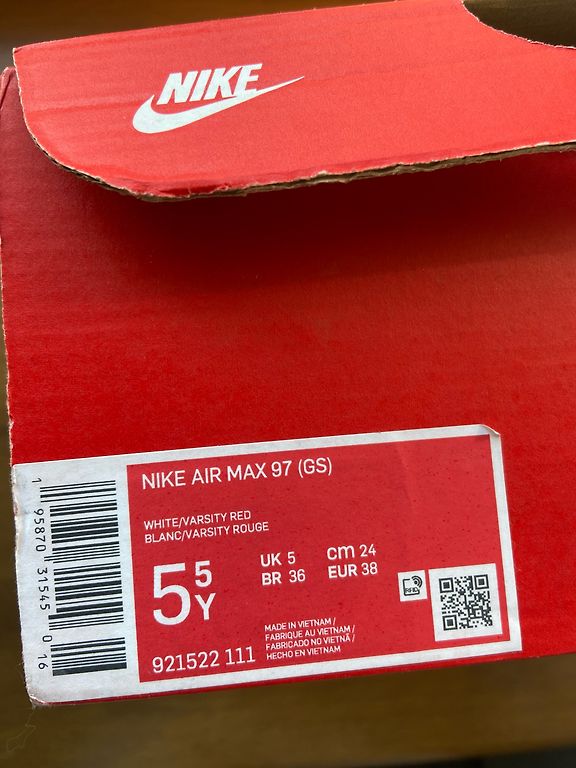 NIKE
NIKE AIR MAX 97 (GS)
WHITE/VARSITY RED
BLANC/VARSITY ROUGE
5 5 Y
UK 5 cm 24
BR 36 EUR 38
RFID
921522 111
MADE IN VIETNAM /
FABRIQUE AU VIETNAM /
FABRICADO NO VIETNÃ /
HECHO EN VIETNAM
1 95870 31545 0 16